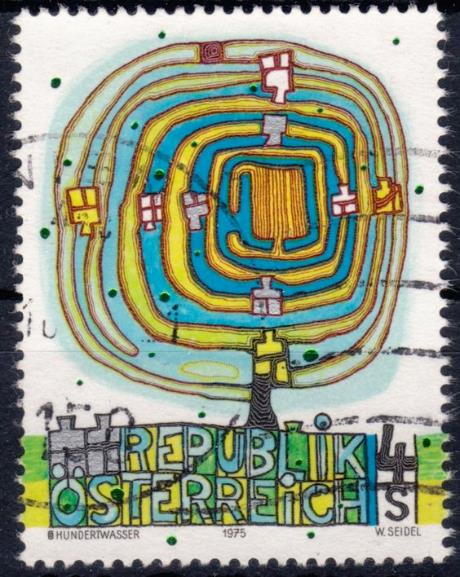 REPUBLiK
ÖSTERREiCH
4 S
HUNDERTWASSER 1975 W. SEIDEL